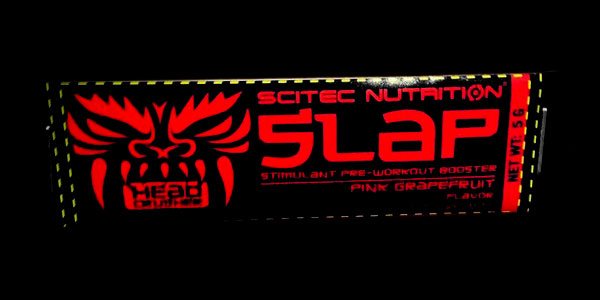 SCITEC NUTRITION®
SLAP
STIMULANT PRE-WORKOUT BOOSTER
PINK GRAPEFRUIT
FLAVOR
NET WT: 5 G
HEAD
CRUSHER